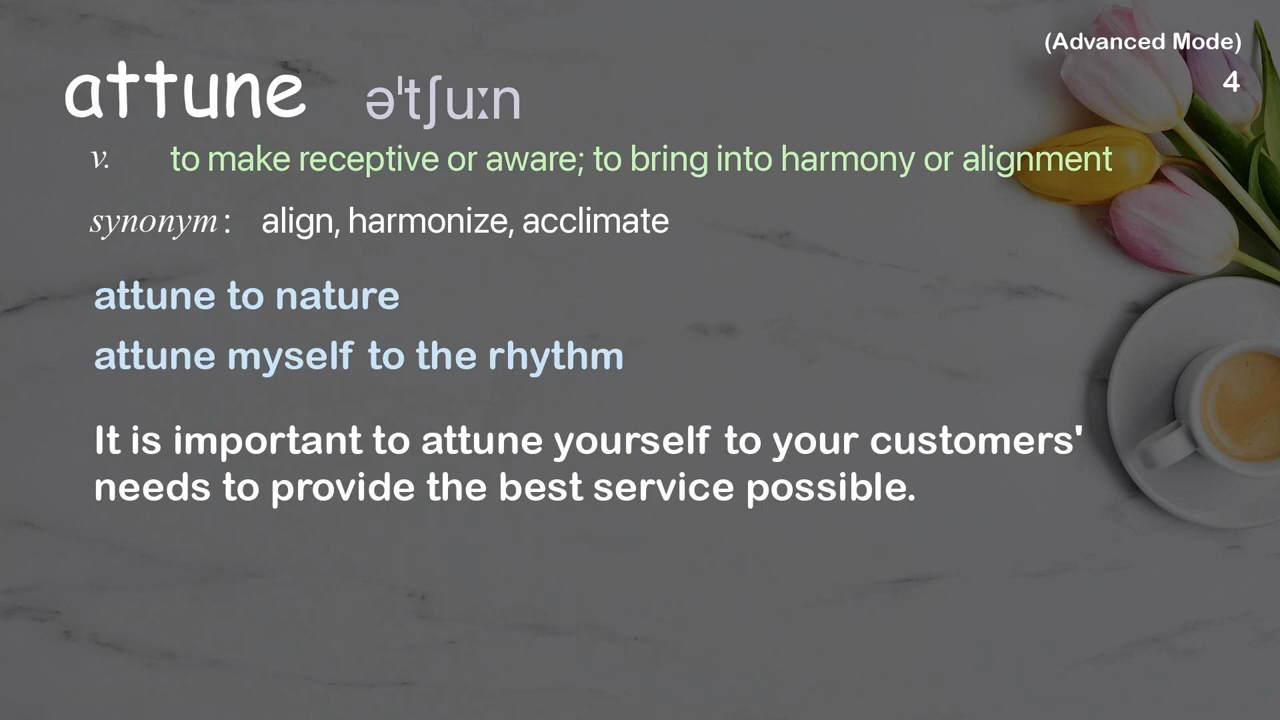 (Advanced Mode)
attune əˈtʃuːn
4
v. to make receptive or aware; to bring into harmony or alignment
synonym: align, harmonize, acclimate
attune to nature
attune myself to the rhythm
It is important to attune yourself to your customers'
needs to provide the best service possible.